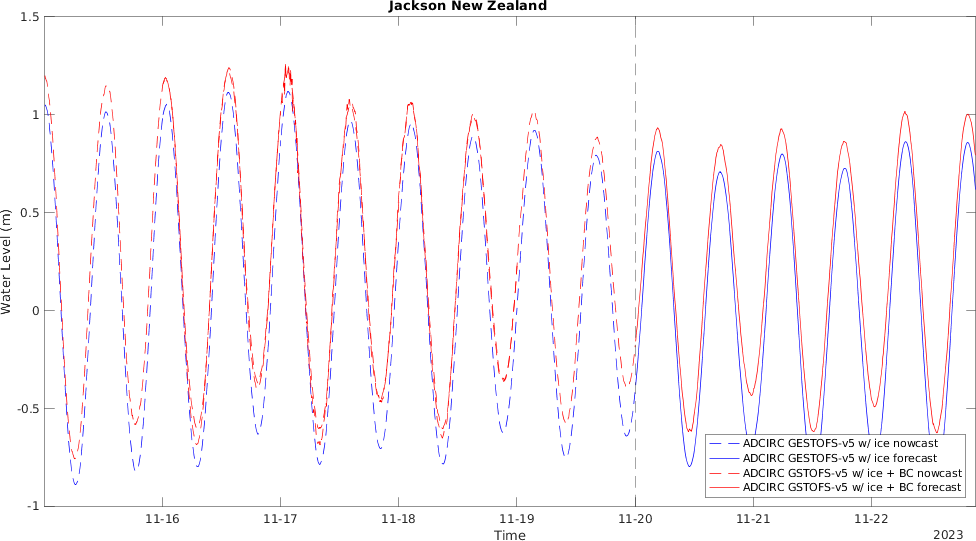 Jackson New Zealand
1.5
1
0.5
0
-0.5
-1
Water Level (m)
11-16
11-17
11-18
11-19
11-20
11-21
11-22
Time
2023
ADCIRC GESTOFS-v5 w/ ice nowcast
ADCIRC GESTOFS-v5 w/ ice forecast
ADCIRC GSTOFS-v5 w/ ice + BC nowcast
ADCIRC GSTOFS-v5 w/ ice + BC forecast